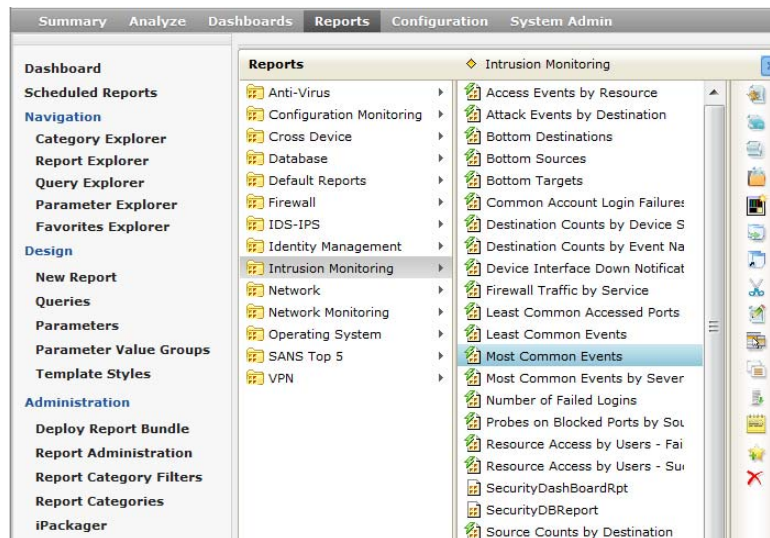 Summary Analyze Dashboards Reports Configuration System Admin
Dashboard
Scheduled Reports
Navigation
Category Explorer
Report Explorer
Query Explorer
Parameter Explorer
Favorites Explorer
Design
New Report
Queries
Parameters
Parameter Value Groups
Template Styles
Administration
Deploy Report Bundle
Report Administration
Report Category Filters
Report Categories
iPackager
Reports
Anti-Virus
Configuration Monitoring
Cross Device
Database
Default Reports
Firewall
IDS-IPS
Identity Management
Intrusion Monitoring
Network
Network Monitoring
Operating System
SANS Top 5
VPN
Intrusion Monitoring
Access Events by Resource
Attack Events by Destination
Bottom Destinations
Bottom Sources
Bottom Targets
Common Account Login Failures
Destination Counts by Device S
Destination Counts by Event Na
Device Interface Down Notificat
Firewall Traffic by Service
Least Common Accessed Ports
Least Common Events
Most Common Events
Most Common Events by Sever
Number of Failed Logins
Probes on Blocked Ports by Sou
Resource Access by Users - Fai
Resource Access by Users - Suc
SecurityDashBoardRpt
SecurityDBReport
Source Counts by Destination